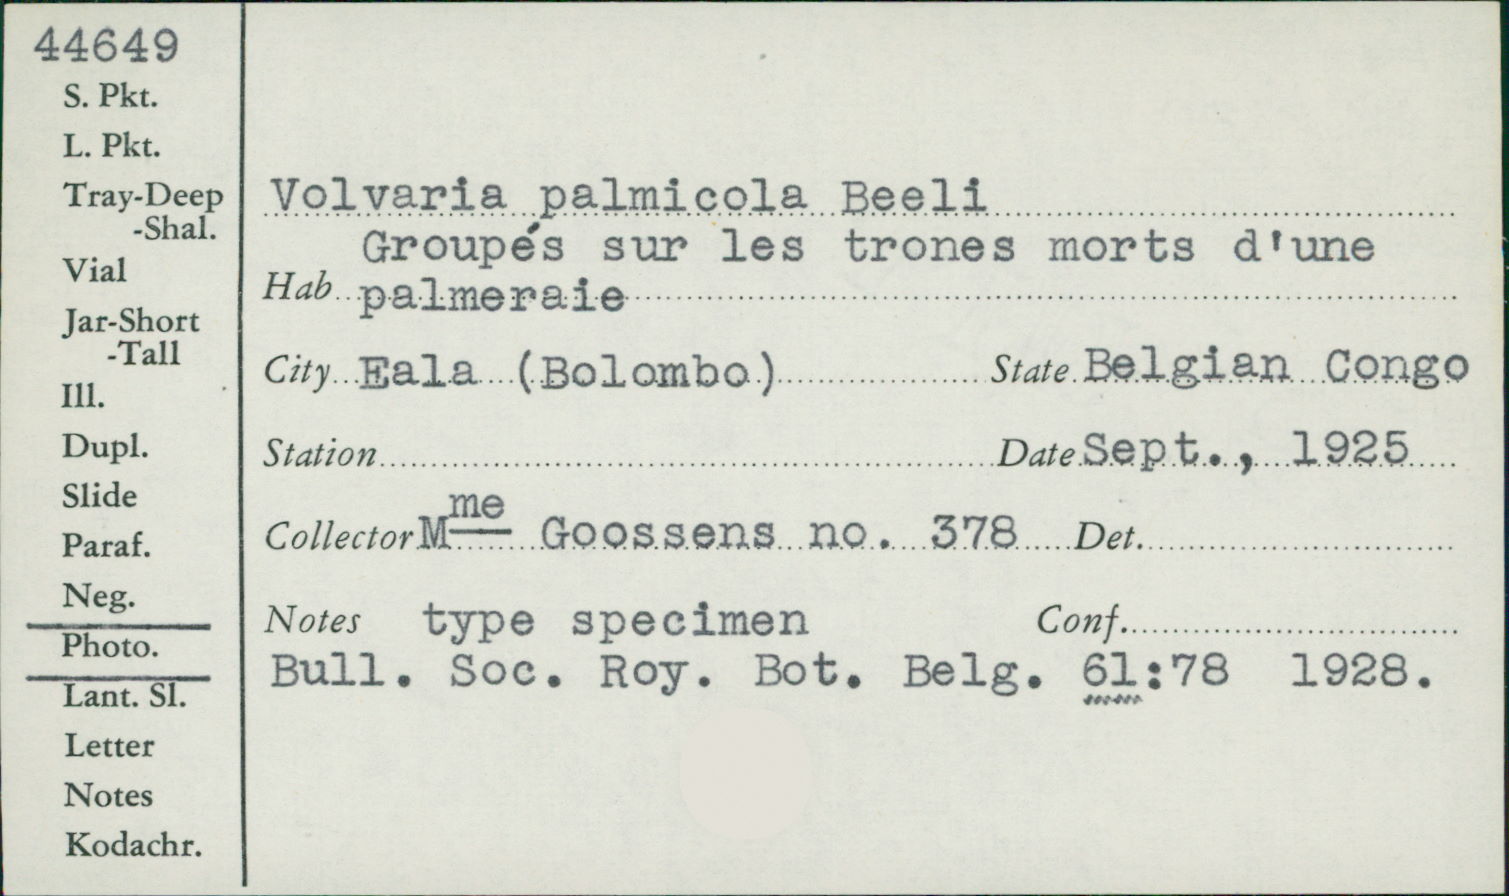 44649
S. Pkt.
L. Pkt.
Tray-Deep
-Shal.
Vial
Jar-Short
-Tall
Ill.
Dupl.
Slide
Paraf.
Neg.
Photo.
Lant. Sl.
Letter
Notes
Kodachr.
Volvaria palmicola Beeli
Groupés sur les trones morts d'une
Hab palmeraie
City Eala (Bolombo) State Belgian Congo
Station Date Sept., 1925
Collector Mme Goossens no. 378 Det.
Notes type specimen Conf.
Bull. Soc. Roy. Bot. Belg. 61:78 1928.